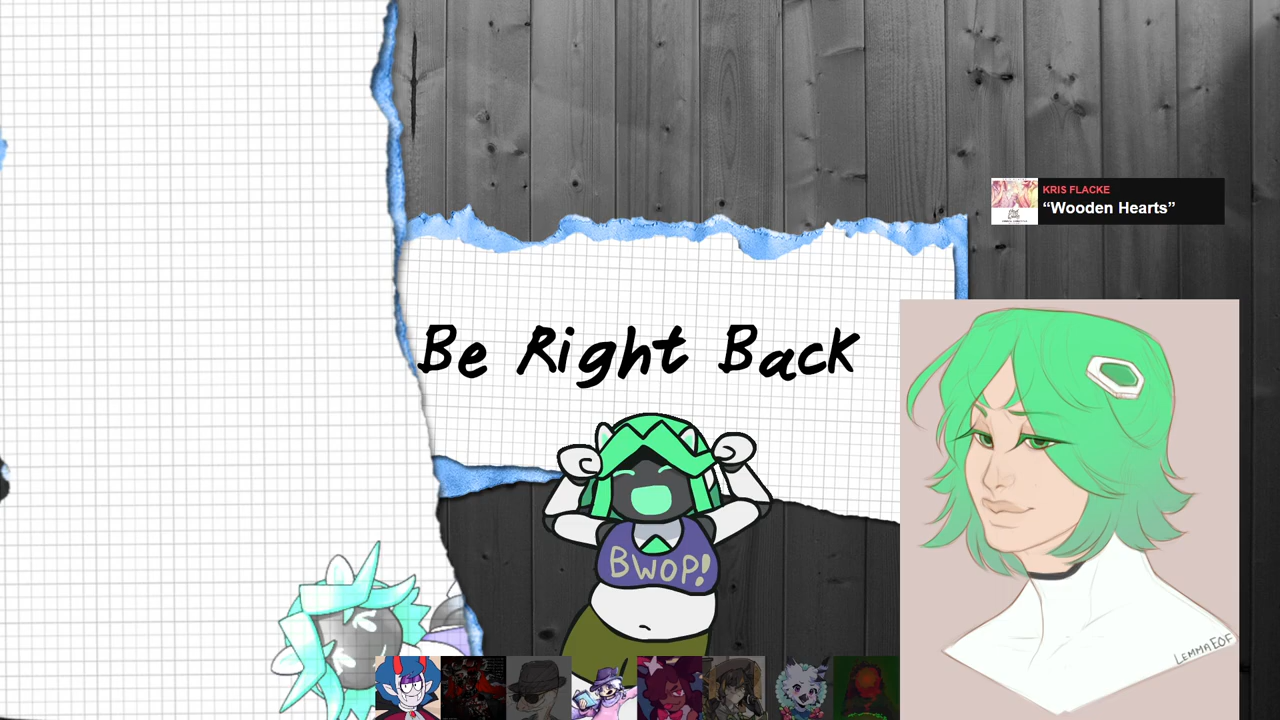 KRIS FLACKE
“Wooden Hearts”
Be Right Back
BWOP!
LEMMAEOF